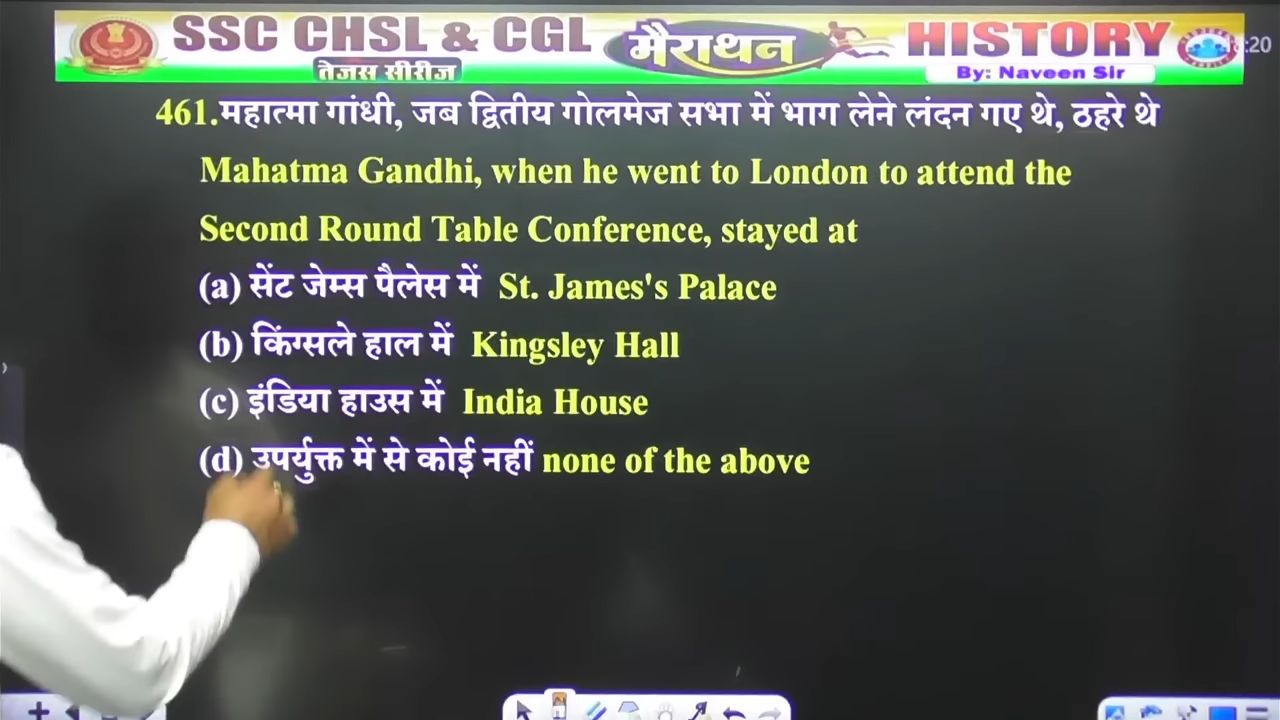 SSC CHSL & CGL
तेजस सीरीज
मैराथन
HISTORY
By: Naveen Sir
8:20
461.महात्मा गांधी, जब द्वितीय गोलमेज सभा में भाग लेने लंदन गए थे, ठहरे थे
Mahatma Gandhi, when he went to London to attend the
Second Round Table Conference, stayed at
(a) सेंट जेम्स पैलेस में St. James's Palace
(b) किंग्सले हाल में Kingsley Hall
(c) इंडिया हाउस में India House
(d) उपर्युक्त में से कोई नहीं none of the above